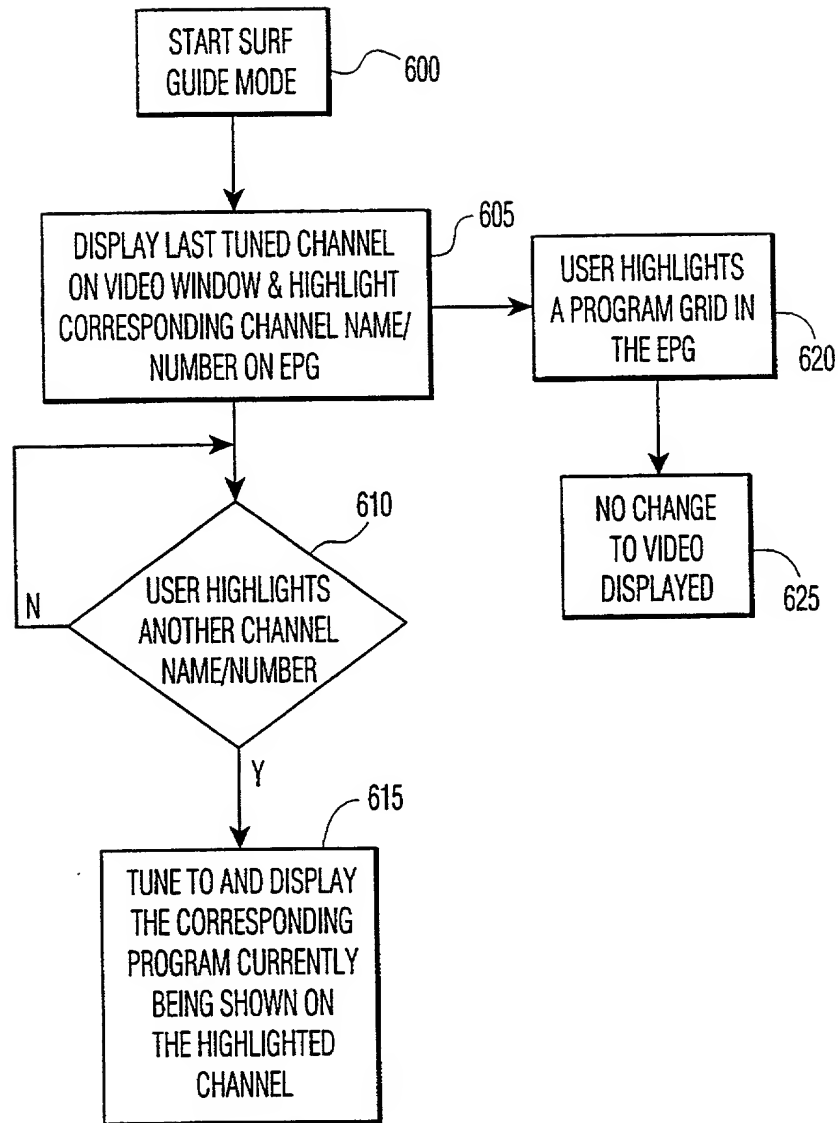 START SURF
GUIDE MODE
600
DISPLAY LAST TUNED CHANNEL
ON VIDEO WINDOW & HIGHLIGHT
CORRESPONDING CHANNEL NAME/
NUMBER ON EPG
605
USER HIGHLIGHTS
A PROGRAM GRID IN
THE EPG
620
NO CHANGE
TO VIDEO
DISPLAYED
625
610
USER HIGHLIGHTS
ANOTHER CHANNEL
NAME/NUMBER
N
Y
615
TUNE TO AND DISPLAY
THE CORRESPONDING
PROGRAM CURRENTLY
BEING SHOWN ON
THE HIGHLIGHTED
CHANNEL